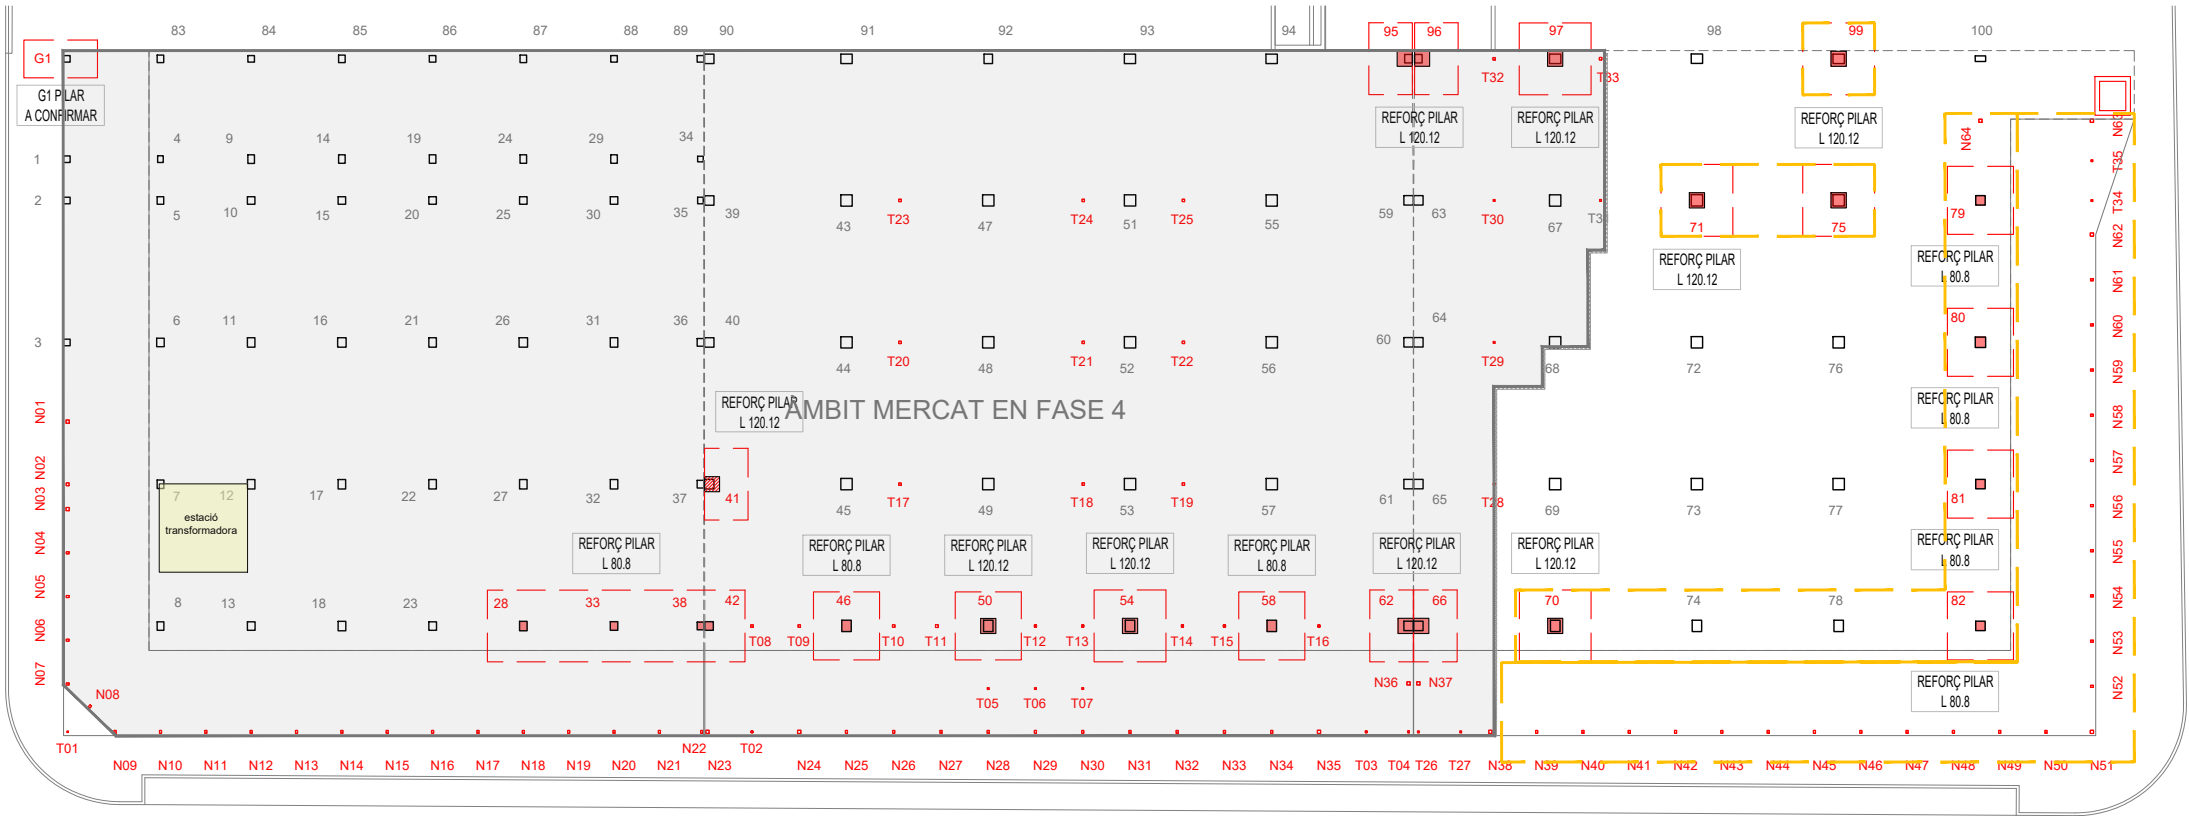 83 84 85 86 87 88 89 90 91 92 93 94 95 96 97 98 99 100
G1
T32
G1 PILAR
A CONFIRMAR
REFORÇ PILAR
L 120.12
REFORÇ PILAR
L 120.12
REFORÇ PILAR
L 120.12
T33
N64 N63
4 9 14 19 24 29 34
1
T35
2
5 10 15 20 25 30 35 39 43 T23 47 T24 T25 51 55 59 63 T30 67
71 75 79 T34
N62
REFORÇ PILAR
L 120.12
REFORÇ PILAR
L 80.8
N61
6 11 16 21 26 31 36 40 64 80 N60
3
44 T20 48 T21 52 T22 56 60 T29 68 72 76 N59
N01
REFORÇ PILAR
L 120.12
ÀMBIT MERCAT EN FASE 4
REFORÇ PILAR
L 80.8
N58
N02
N57
N03 7 12 17 22 27 32 37 41 45 T17 49 T18 T19 53 57 61 65 T28 69 73 77 81 N56
estació
transformadora
N04
REFORÇ PILAR
L 80.8
REFORÇ PILAR
L 80.8
REFORÇ PILAR
L 120.12
REFORÇ PILAR
L 120.12
REFORÇ PILAR
L 80.8
REFORÇ PILAR
L 120.12
REFORÇ PILAR
L 120.12
REFORÇ PILAR
L 80.8
N55
N05 N54
8 13 18 23 28 33 38 42 46 50 54 58 62 66 70 74 78 82
N06 T08 T09 T10 T11 T12 T13 T14 T15 T16 N53
N07 N36 N37 N52
N08 T05 T06 T07
REFORÇ PILAR
L 80.8
T01 N22 T02
N09 N10 N11 N12 N13 N14 N15 N16 N17 N18 N19 N20 N21 N23 N24 N25 N26 N27 N28 N29 N30 N31 N32 N33 N34 N35 T03 T04 T26 T27 N38 N39 N40 N41 N42 N43 N44 N45 N46 N47 N48 N49 N50 N51